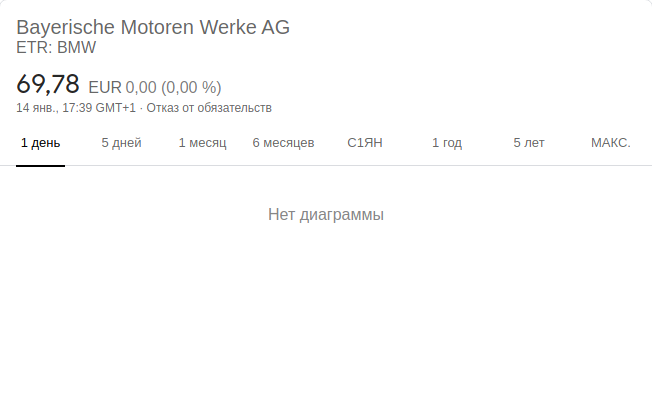 Bayerische Motoren Werke AG
ETR: BMW
69,78 EUR 0,00 (0,00 %)
14 янв., 17:39 GMT+1 · Отказ от обязательств
1 день 5 дней 1 месяц 6 месяцев С1ЯН 1 год 5 лет МАКС.
Нет диаграммы